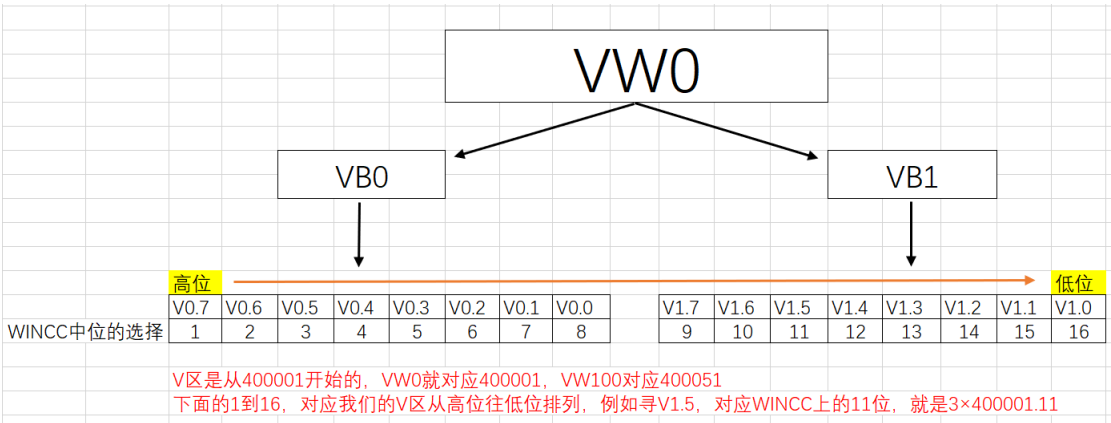 VW0
VB0 VB1
高位 低位
V0.7 V0.6 V0.5 V0.4 V0.3 V0.2 V0.1 V0.0 V1.7 V1.6 V1.5 V1.4 V1.3 V1.2 V1.1 V1.0
WINCC中位的选择 1 2 3 4 5 6 7 8 9 10 11 12 13 14 15 16
V区是从400001开始的，VW0就对应400001，VW100对应400051
下面的1到16，对应我们的V区从高位往低位排列，例如寻V1.5，对应WINCC上的11位，就是3×400001.11